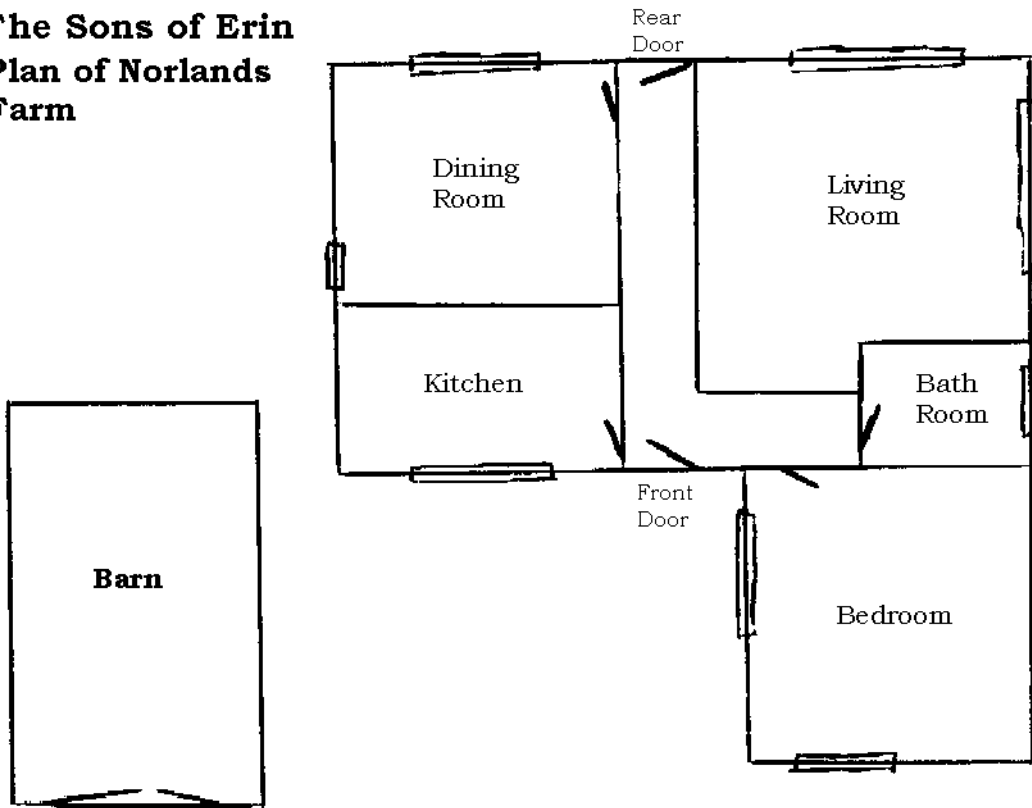 The Sons of Erin
Plan of Norlands
Farm
Rear
Door
Dining
Room
Living
Room
Kitchen
Bath
Room
Front
Door
Barn
Bedroom